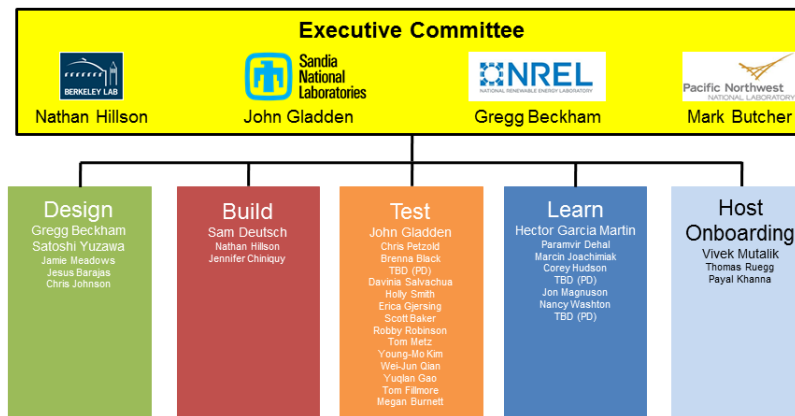 Executive Committee
BERKELEY LAB
Nathan Hillson
Sandia
National
Laboratories
John Gladden
NREL
NATIONAL RENEWABLE ENERGY LABORATORY
Gregg Beckham
Pacific Northwest
NATIONAL LABORATORY
Mark Butcher
Design
Gregg Beckham
Satoshi Yuzawa
Jamie Meadows
Jesus Barajas
Chris Johnson
Build
Sam Deutsch
Nathan Hillson
Jennifer Chiniquy
Test
John Gladden
Chris Petzold
Brenna Black
TBD (PD)
Davinia Salvachua
Holly Smith
Erica Gjersing
Scott Baker
Robby Robinson
Tom Metz
Young-Mo Kim
Wei-Jun Qian
Yuqian Gao
Tom Fillmore
Megan Burnett
Learn
Hector Garcia Martin
Paramvir Dehal
Marcin Joachimiak
Corey Hudson
TBD (PD)
Jon Magnuson
Nancy Washton
TBD (PD)
Host
Onboarding
Vivek Mutalik
Thomas Ruegg
Payal Khanna